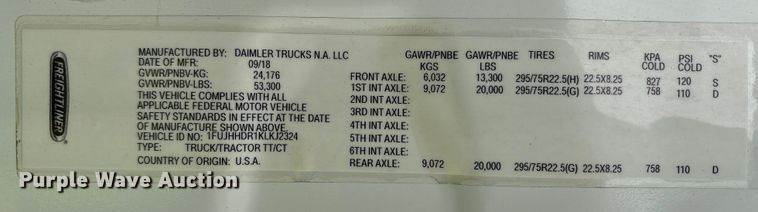 FREIGHTLINER
MANUFACTURED BY: DAIMLER TRUCKS N.A. LLC
DATE OF MFR: 09/18
GVWR/PNBV-KG: 24,176
GVWR/PNBV-LBS: 53,300
THIS VEHICLE COMPLIES WITH ALL
APPLICABLE FEDERAL MOTOR VEHICLE
SAFETY STANDARDS IN EFFECT AT THE DATE
OF MANUFACTURE SHOWN ABOVE.
VEHICLE ID NO: 1FUJHHDR1KLKJ2324
TYPE: TRUCK/TRACTOR TT/CT
COUNTRY OF ORIGIN: U.S.A.
GAWR/PNBE GAWR/PNBE TIRES RIMS KPA PSI "S"
KGS LBS COLD COLD
FRONT AXLE: 6,032 13,300 295/75R22.5(H) 22.5X8.25 827 120 S
1ST INT AXLE: 9,072 20,000 295/75R22.5(G) 22.5X8.25 758 110 D
2ND INT AXLE:
3RD INT AXLE:
4TH INT AXLE:
5TH INT AXLE:
6TH INT AXLE:
REAR AXLE: 9,072 20,000 295/75R22.5(G) 22.5X8.25 758 110 D
Purple Wave Auction